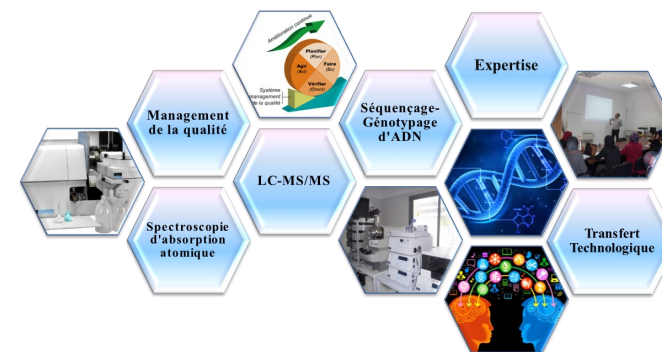 Amélioration continue
Planifier
(Plan)
Agir
(Act)
Faire
(Do)
Vérifier
(Check)
Système
management
de la qualité
Management
de la qualité
Séquençage-
Génotypage
d'ADN
Expertise
LC-MS/MS
Spectroscopie
d'absorption
atomique
Transfert
Technologique